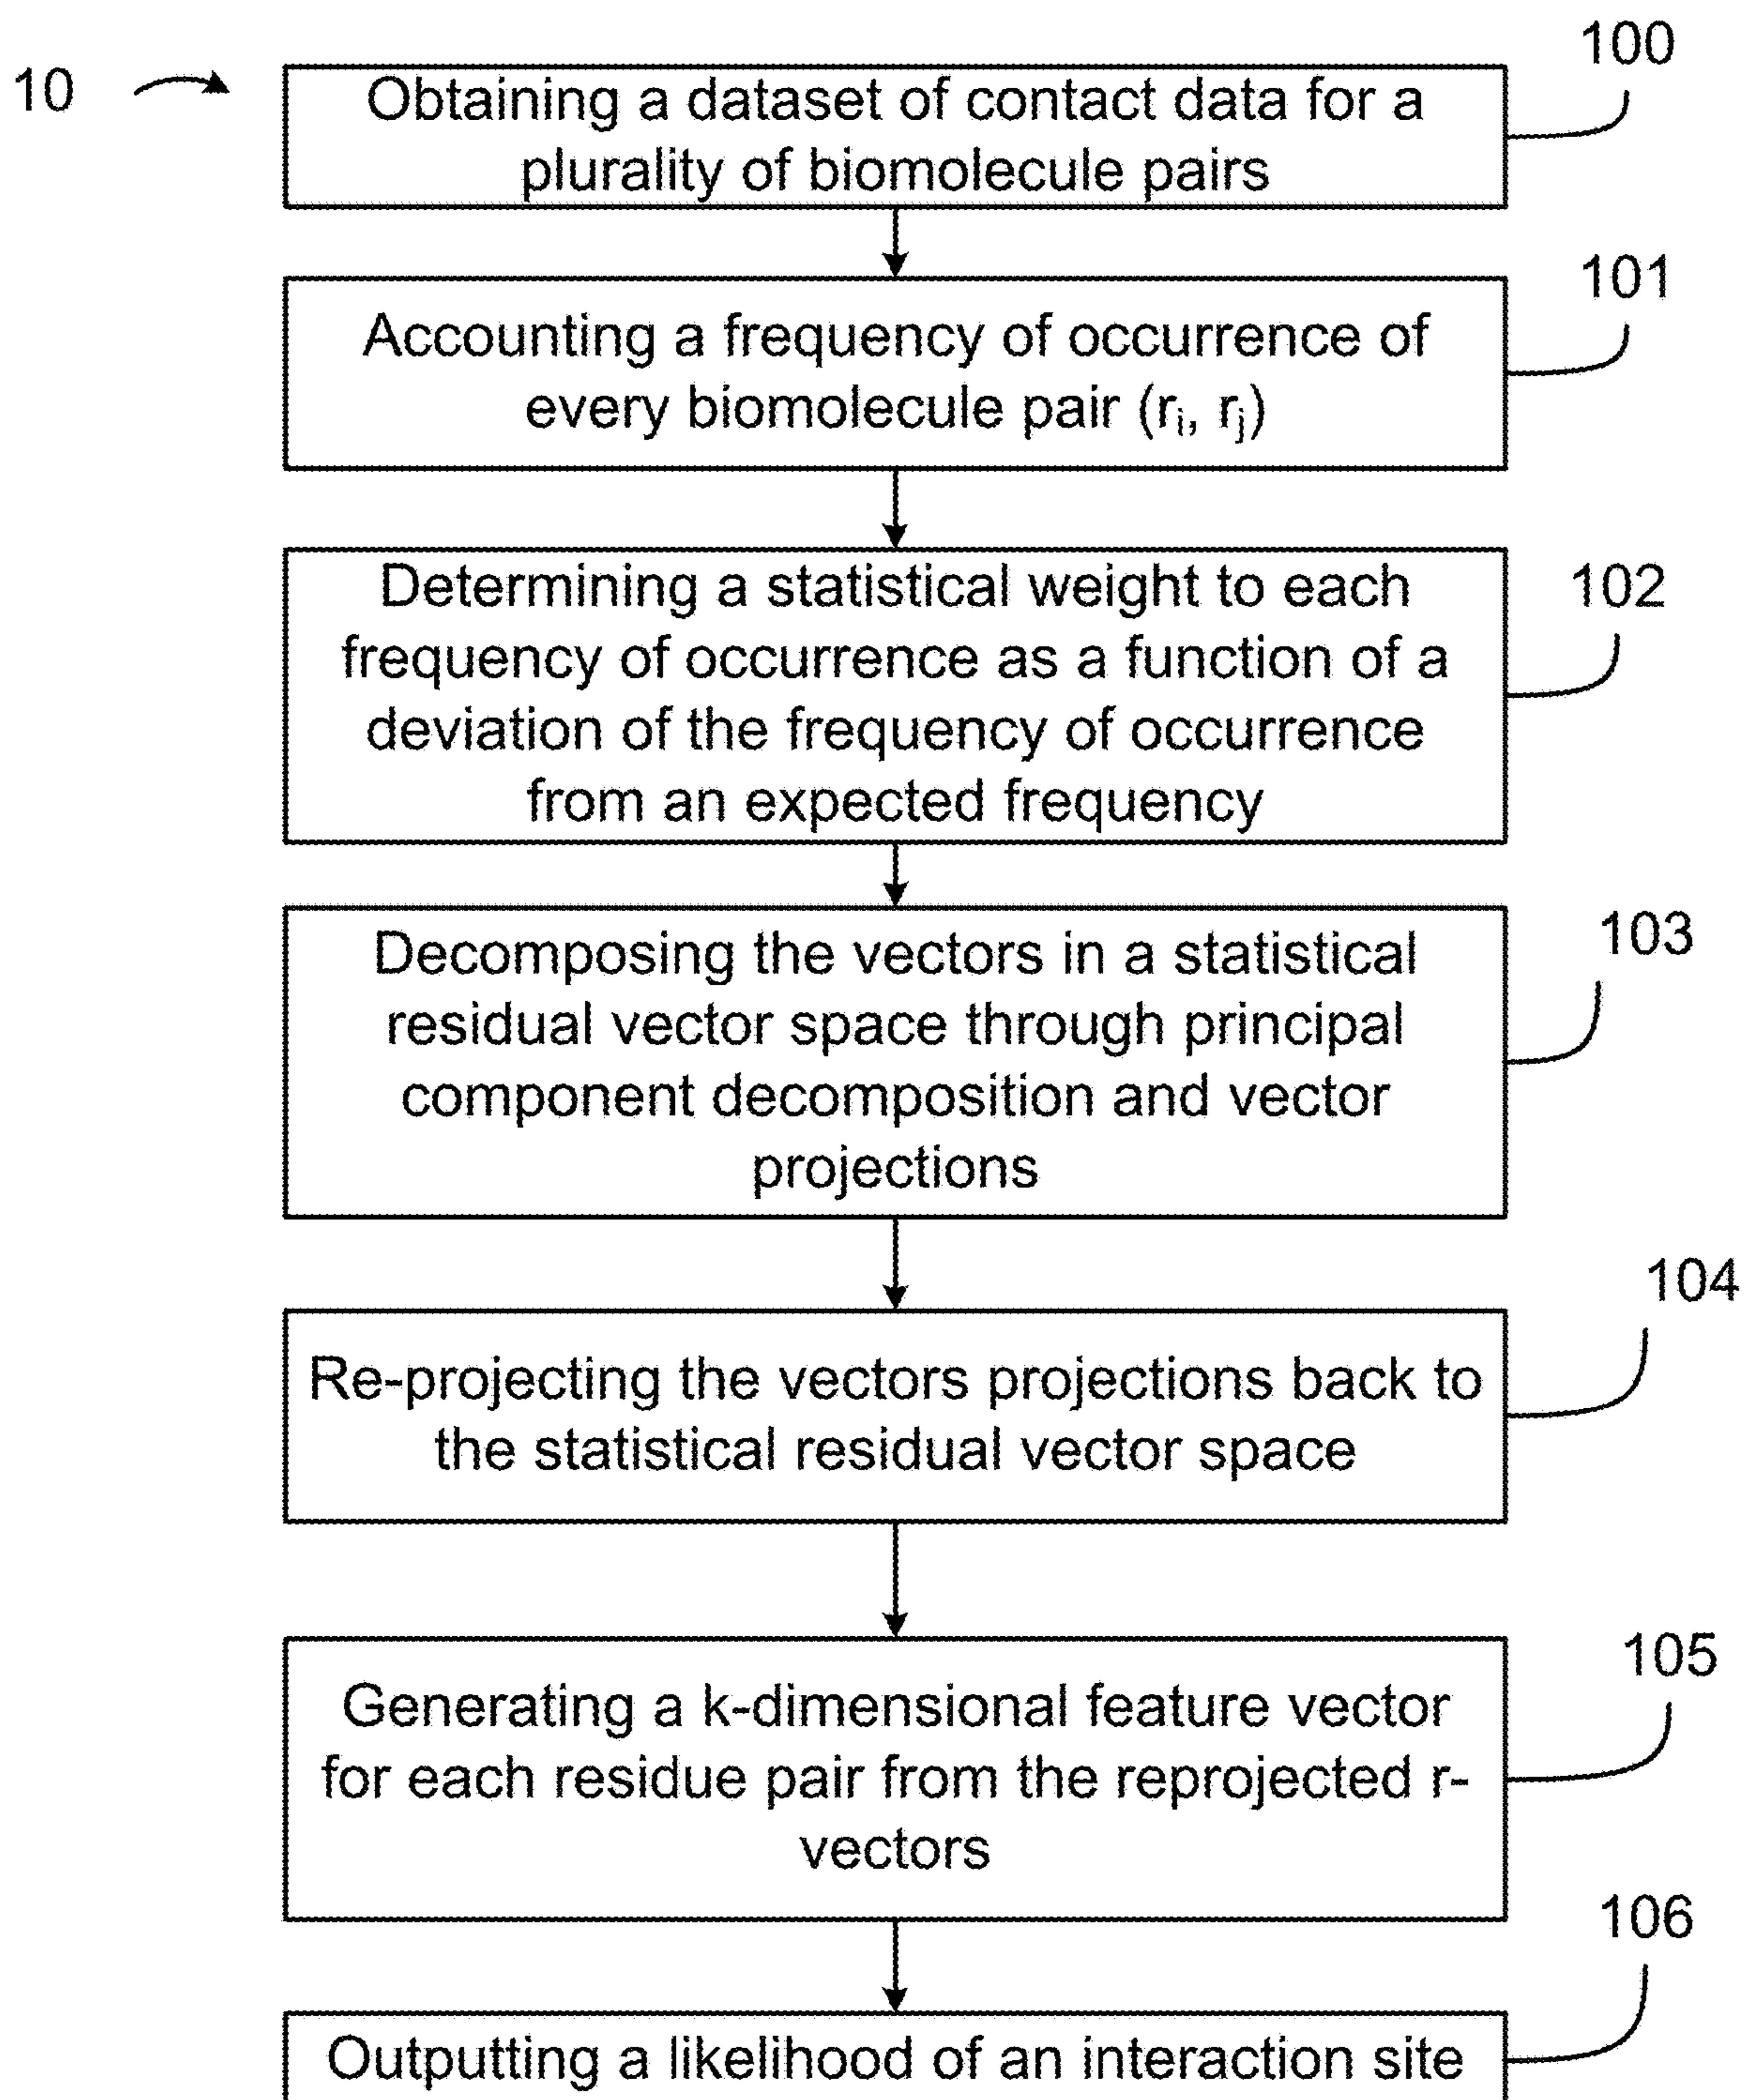 10
100
Obtaining a dataset of contact data for a
plurality of biomolecule pairs
101
Accounting a frequency of occurrence of
every biomolecule pair (rᵢ, rⱼ)
102
Determining a statistical weight to each
frequency of occurrence as a function of a
deviation of the frequency of occurrence
from an expected frequency
103
Decomposing the vectors in a statistical
residual vector space through principal
component decomposition and vector
projections
104
Re-projecting the vectors projections back to
the statistical residual vector space
105
Generating a k-dimensional feature vector
for each residue pair from the reprojected r-
vectors
106
Outputting a likelihood of an interaction site